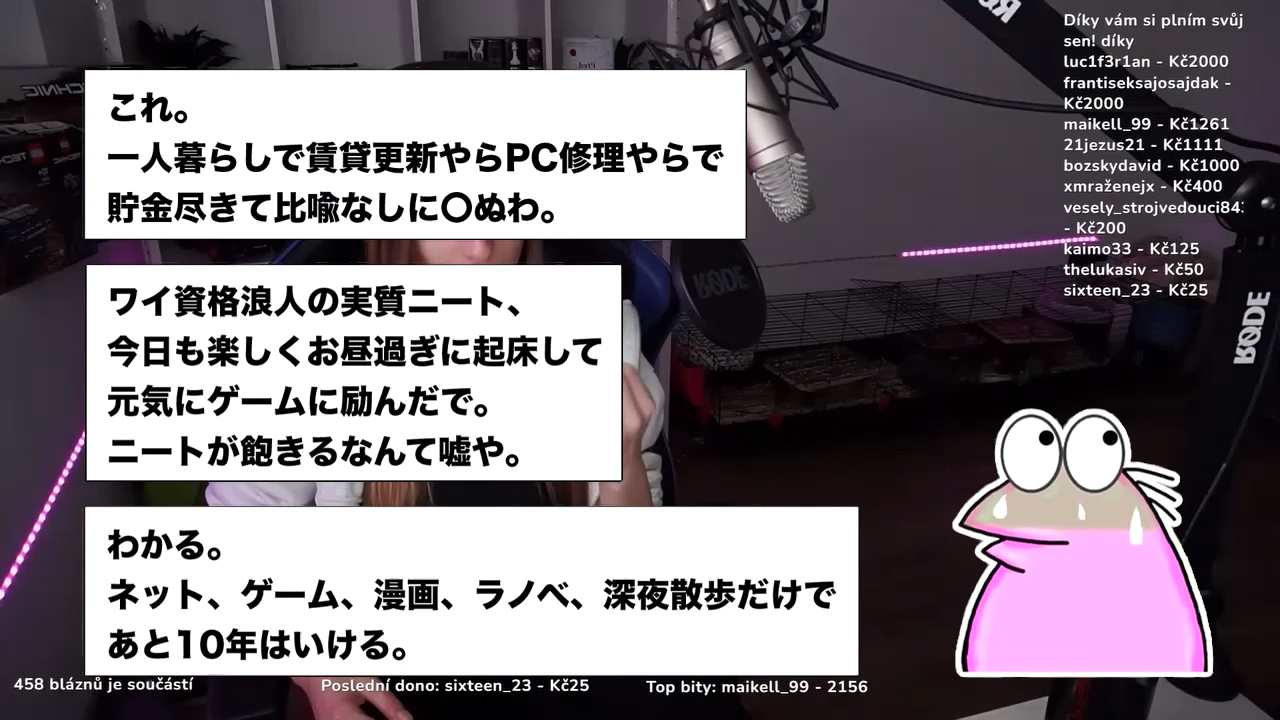 これ。
一人暮らしで賃貸更新やらPC修理やらで
貯金尽きて比喩なしに〇ぬわ。
ワイ資格浪人の実質ニート、
今日も楽しくお昼過ぎに起床して
元気にゲームに励んだで。
ニートが飽きるなんて嘘や。
わかる。
ネット、ゲーム、漫画、ラノベ、深夜散歩だけで
あと10年はいける。
Díky vám si plním svůj
sen! díky
luc1f3r1an - Kč2000
frantiseksajosajdak -
Kč2000
maikell_99 - Kč1261
21jezus21 - Kč1111
bozskydavid - Kč1000
xmraženejx - Kč400
vesely_strojvedouci84
- Kč200
kaimo33 - Kč125
thelukasiv - Kč50
sixteen_23 - Kč25
RØDE
RØDE
458 bláznů je součástí
Poslední dono: sixteen_23 - Kč25
Top bity: maikell_99 - 2156